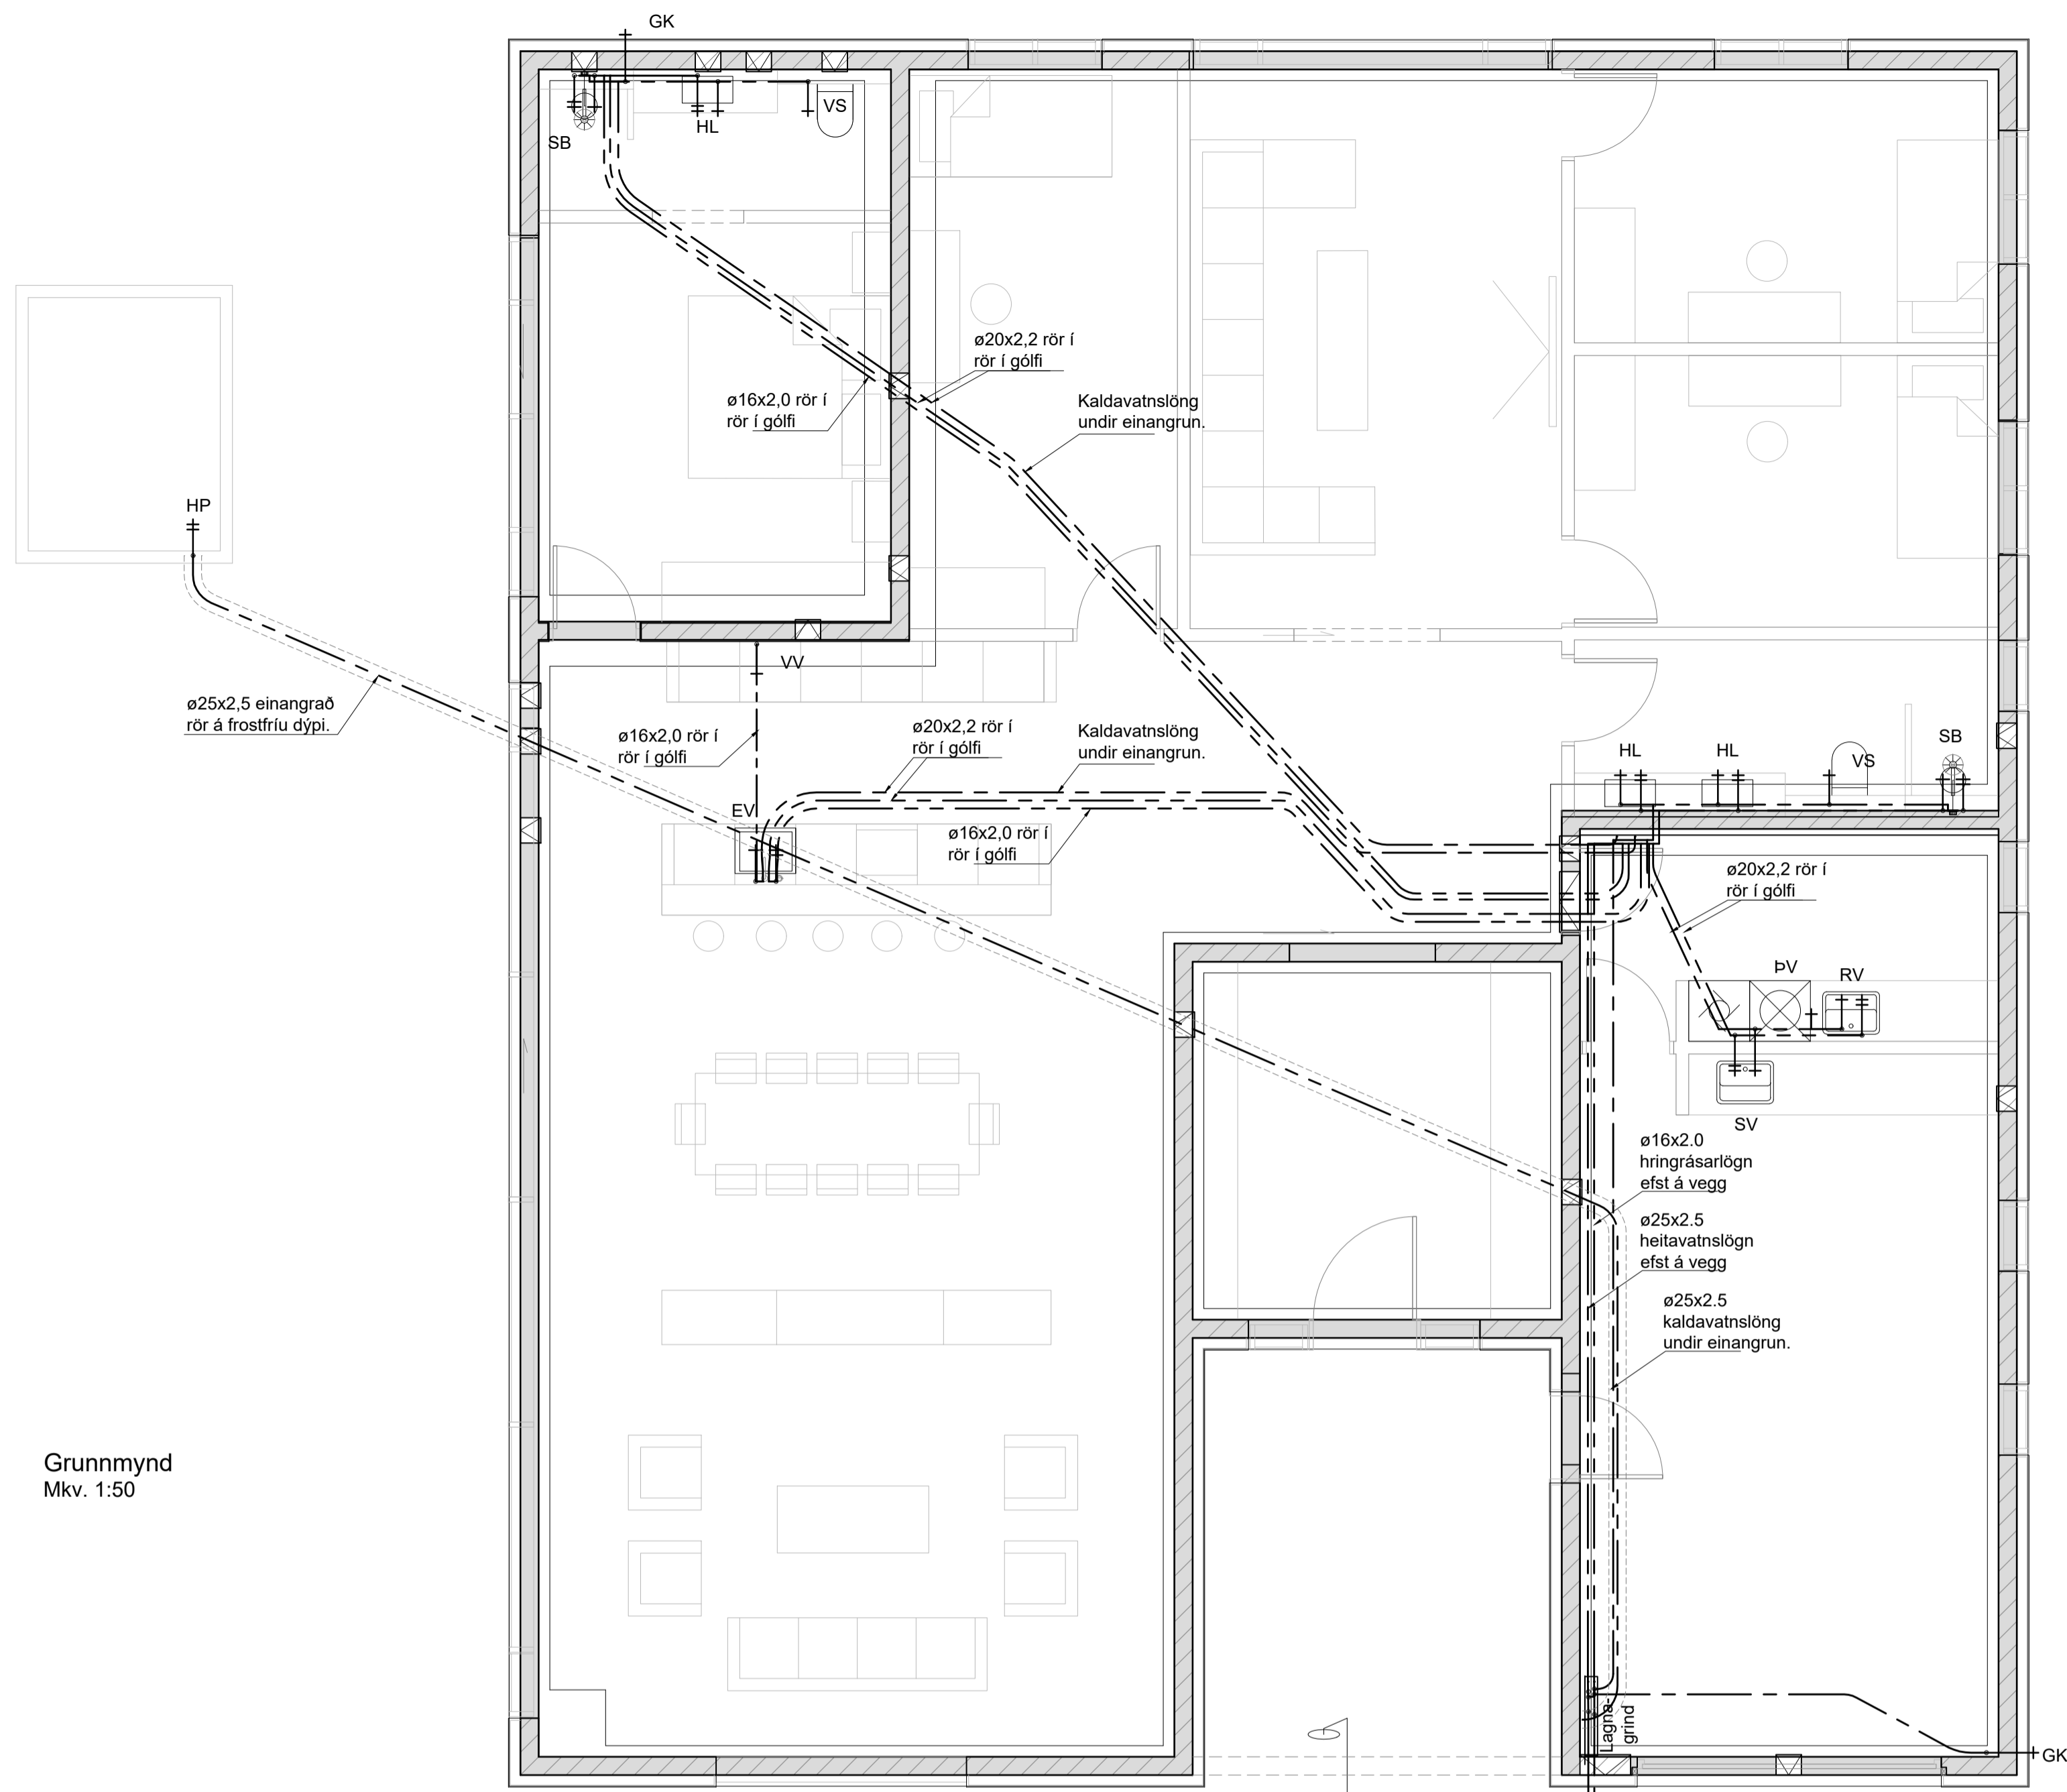 GK
VS
HL
SB
ø20x2,2 rör í
rör í gólfi
ø16x2,0 rör í
rör í gólfi
Kaldavatnslöng
undir einangrun.
HP
VV
ø25x2,5 einangrað
rör á frostfríu dýpi.
ø16x2,0 rör í
rör í gólfi
ø20x2,2 rör í
rör í gólfi
Kaldavatnslöng
undir einangrun.
HL
HL
VS
SB
EV
ø16x2,0 rör í
rör í gólfi
ø20x2,2 rör í
rör í gólfi
ÞV
RV
SV
ø16x2.0
hringrásarlögn
efst á vegg
ø25x2.5
heitavatnslögn
efst á vegg
ø25x2.5
kaldavatnslöng
undir einangrun.
Grunnmynd
Mkv. 1:50
Lagna-
grind
GK